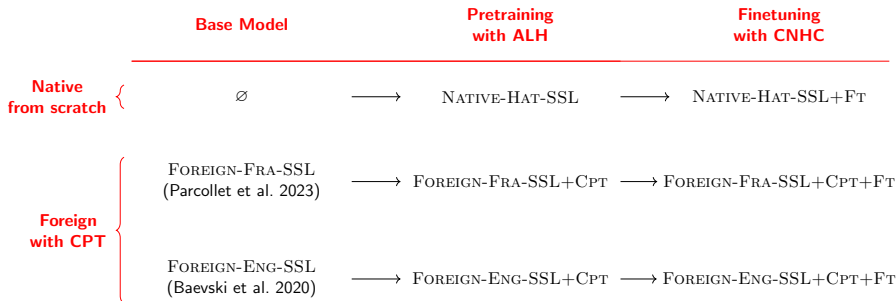 Base Model
Pretraining
with ALH
Finetuning
with CNHC
Native
from scratch
∅ ⟶ NATIVE-HAT-SSL ⟶ NATIVE-HAT-SSL+FT
Foreign
with CPT
FOREIGN-FRA-SSL
(Parcollet et al. 2023)
⟶ FOREIGN-FRA-SSL+CPT ⟶ FOREIGN-FRA-SSL+CPT+FT
FOREIGN-ENG-SSL
(Baevski et al. 2020)
⟶ FOREIGN-ENG-SSL+CPT ⟶ FOREIGN-ENG-SSL+CPT+FT